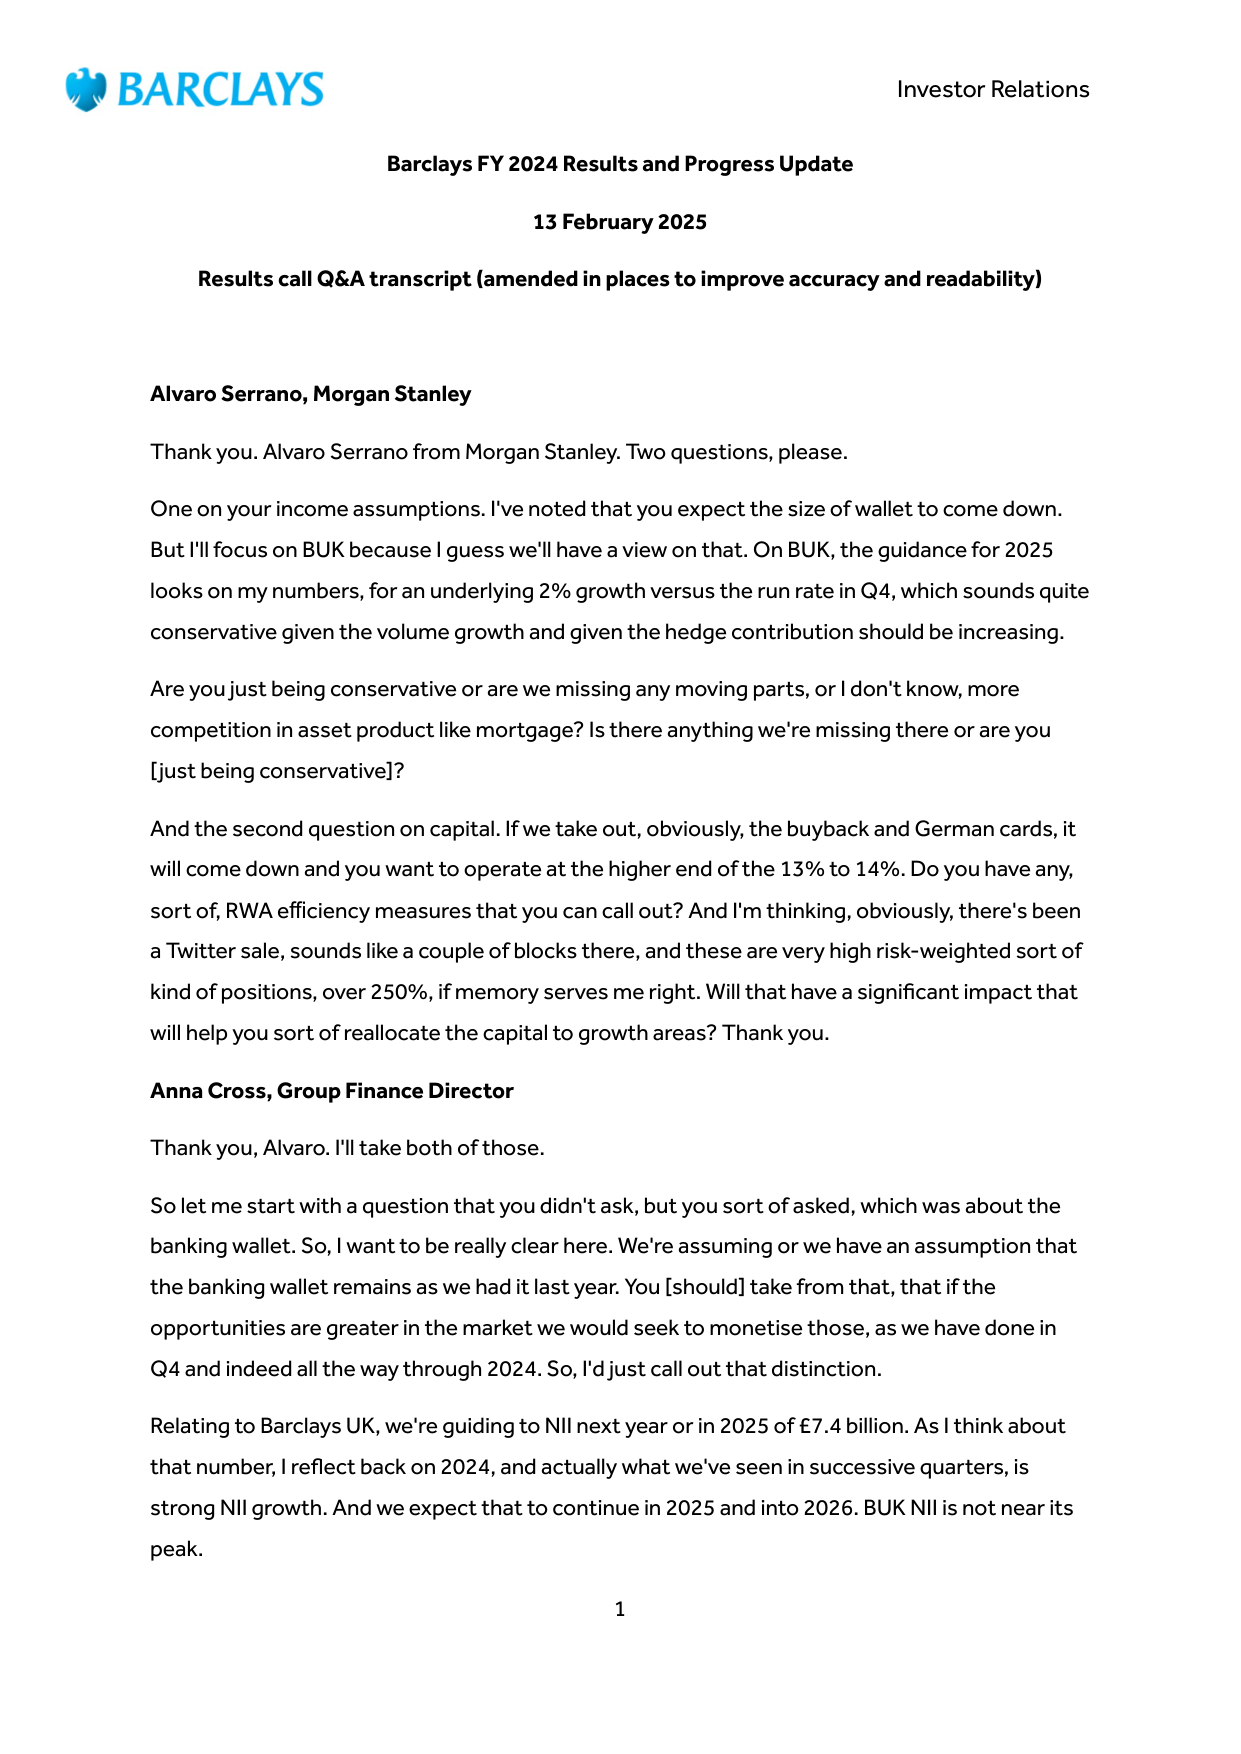 BARCLAYS
Investor Relations
Barclays FY 2024 Results and Progress Update
13 February 2025
Results call Q&A transcript (amended in places to improve accuracy and readability)
Alvaro Serrano, Morgan Stanley
Thank you. Alvaro Serrano from Morgan Stanley. Two questions, please.
One on your income assumptions. I've noted that you expect the size of wallet to come down.
But I'll focus on BUK because I guess we'll have a view on that. On BUK, the guidance for 2025
looks on my numbers, for an underlying 2% growth versus the run rate in Q4, which sounds quite
conservative given the volume growth and given the hedge contribution should be increasing.
Are you just being conservative or are we missing any moving parts, or I don't know, more
competition in asset product like mortgage? Is there anything we're missing there or are you
[just being conservative]?
And the second question on capital. If we take out, obviously, the buyback and German cards, it
will come down and you want to operate at the higher end of the 13% to 14%. Do you have any,
sort of, RWA efficiency measures that you can call out? And I'm thinking, obviously, there's been
a Twitter sale, sounds like a couple of blocks there, and these are very high risk-weighted sort of
kind of positions, over 250%, if memory serves me right. Will that have a significant impact that
will help you sort of reallocate the capital to growth areas? Thank you.
Anna Cross, Group Finance Director
Thank you, Alvaro. I'll take both of those.
So let me start with a question that you didn't ask, but you sort of asked, which was about the
banking wallet. So, I want to be really clear here. We're assuming or we have an assumption that
the banking wallet remains as we had it last year. You [should] take from that, that if the
opportunities are greater in the market we would seek to monetise those, as we have done in
Q4 and indeed all the way through 2024. So, I'd just call out that distinction.
Relating to Barclays UK, we're guiding to NII next year or in 2025 of £7.4 billion. As I think about
that number, I reflect back on 2024, and actually what we've seen in successive quarters, is
strong NII growth. And we expect that to continue in 2025 and into 2026. BUK NII is not near its
peak.
1